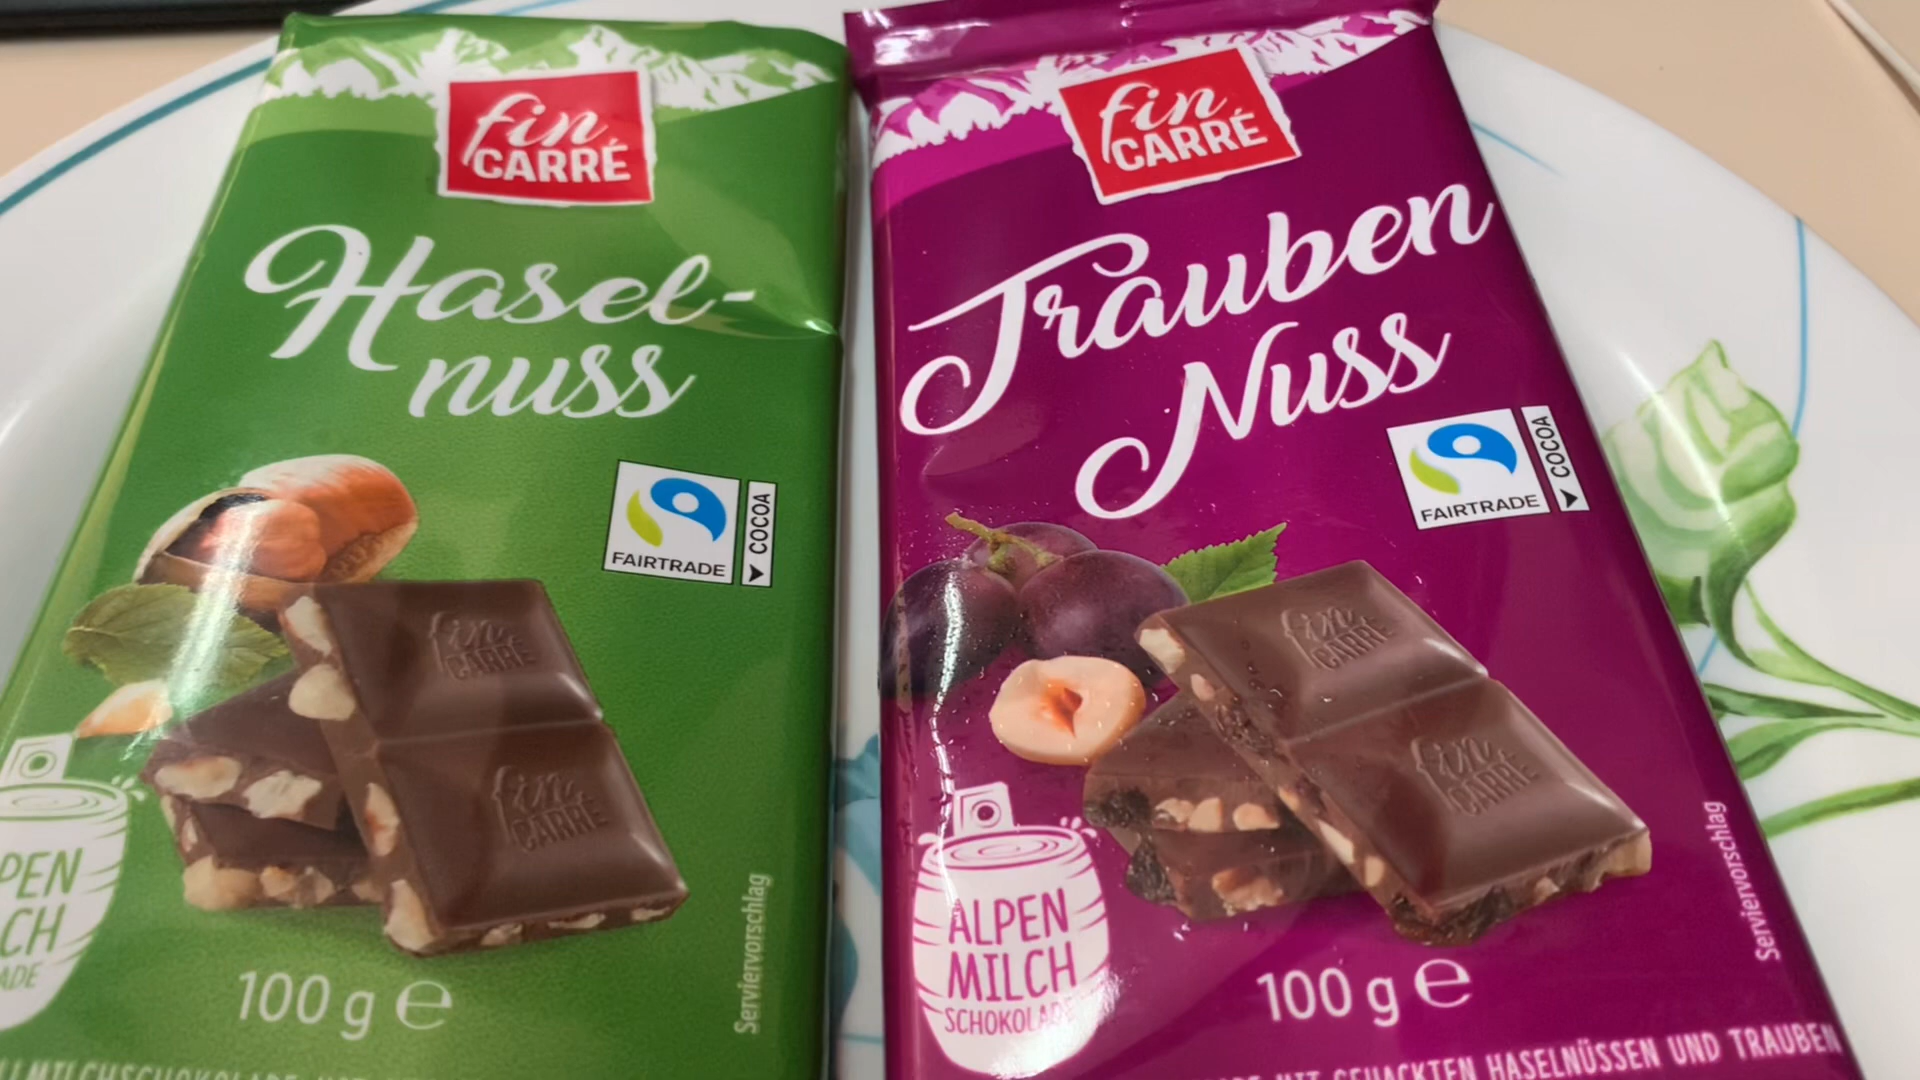 fin
CARRÉ
Hasel-
nuss
FAIRTRADE
COCOA
fin
CARRÉ
fin
CARRÉ
100 g e
Serviervorschlag
fin
CARRÉ
Trauben
Nuss
FAIRTRADE
COCOA
fin
CARRÉ
fin
CARRÉ
ALPEN
MILCH
SCHOKOLADE
100 g e
Serviervorschlag
MIT GEHACKTEN HASELNÜSSEN UND TRAUBEN